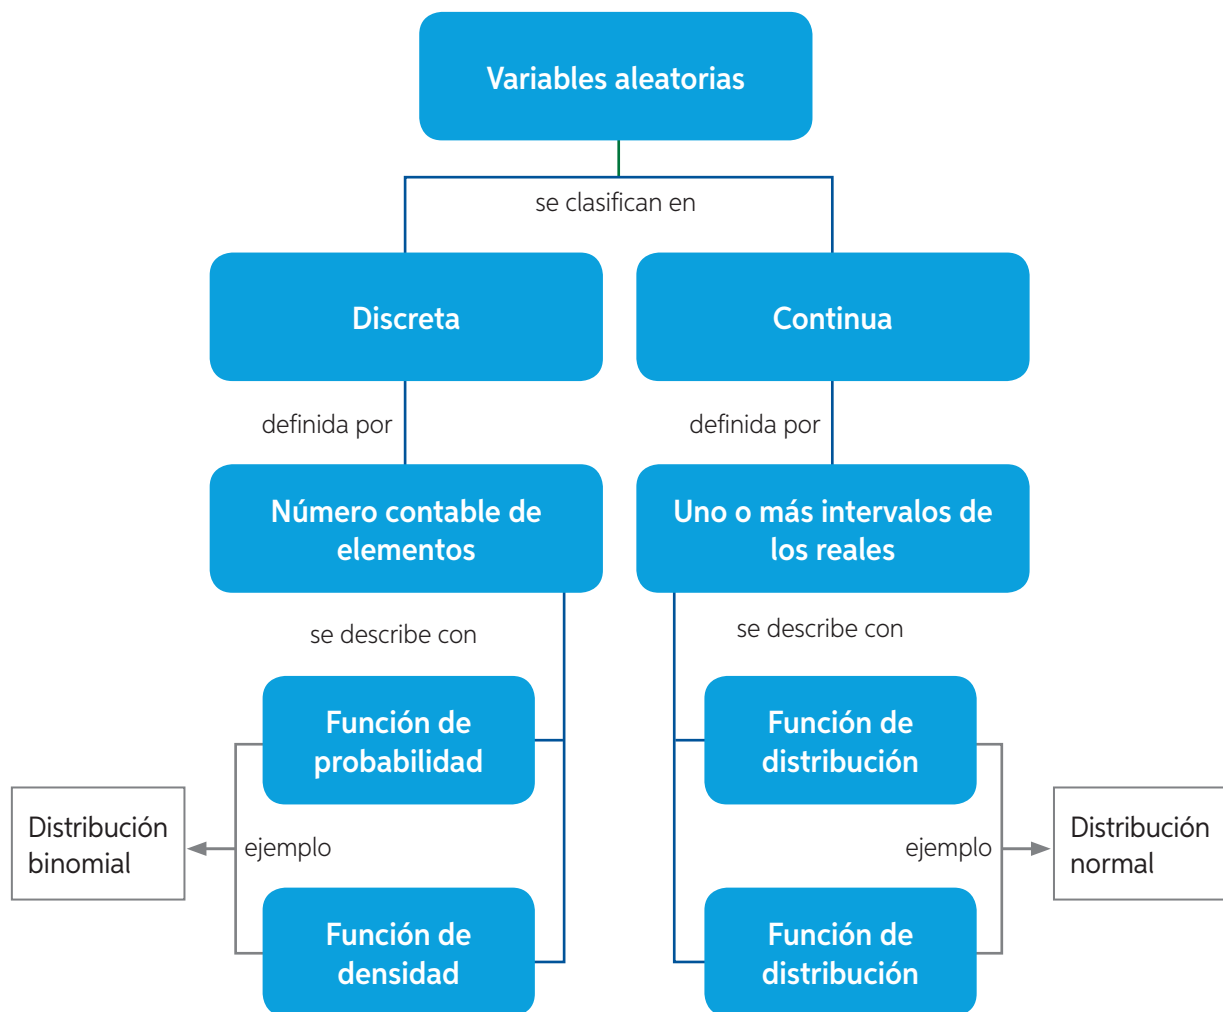 Variables aleatorias
se clasifican en
Discreta
Continua
definida por
definida por
Número contable de
elementos
Uno o más intervalos de
los reales
se describe con
se describe con
Función de
probabilidad
Función de
distribución
Distribución
binomial
ejemplo
ejemplo
Distribución
normal
Función de
densidad
Función de
distribución